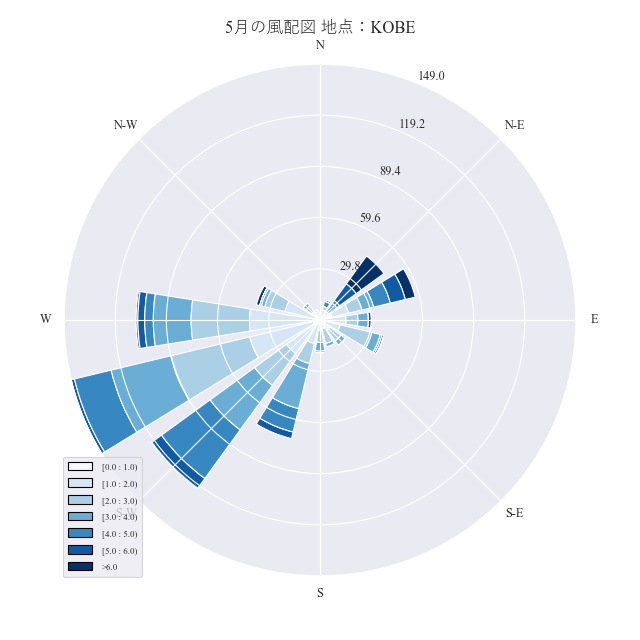 5月の風配図 地点：KOBE
N
149.0
N-W
119.2
N-E
89.4
59.6
29.8
W
E
[0.0 : 1.0)
[1.0 : 2.0)
[2.0 : 3.0)
S-W
S-E
[3.0 : 4.0)
[4.0 : 5.0)
[5.0 : 6.0)
>6.0
S